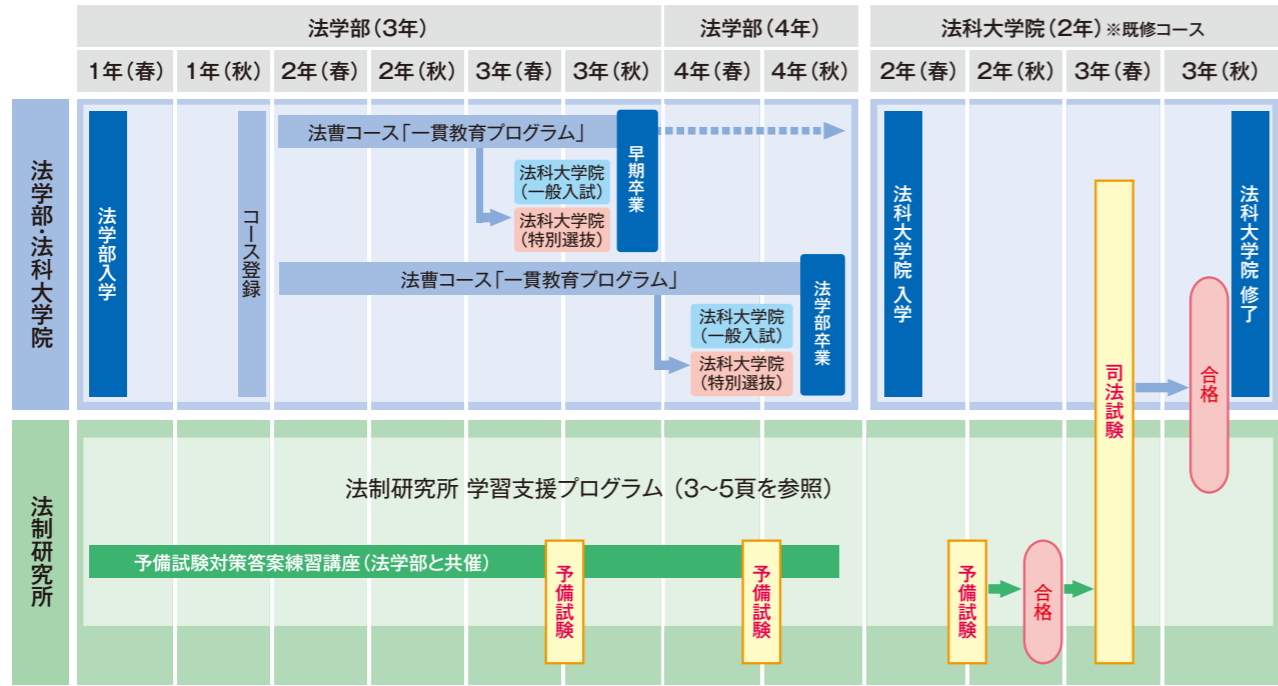 法学部（3年）
法学部（4年）
法科大学院（2年）※既修コース
1年（春）
1年（秋）
2年（春）
2年（秋）
3年（春）
3年（秋）
4年（春）
4年（秋）
2年（春）
2年（秋）
3年（春）
3年（秋）
法学部・法科大学院
法学部入学
コース登録
法曹コース「一貫教育プログラム」
法科大学院
（一般入試）
法科大学院
（特別選抜）
早期卒業
法曹コース「一貫教育プログラム」
法科大学院
（一般入試）
法科大学院
（特別選抜）
法学部卒業
法科大学院 入学
司法試験
合格
法科大学院 修了
法制研究所
法制研究所 学習支援プログラム（3〜5頁を参照）
予備試験対策答案練習講座（法学部と共催）
予備試験
予備試験
予備試験
合格